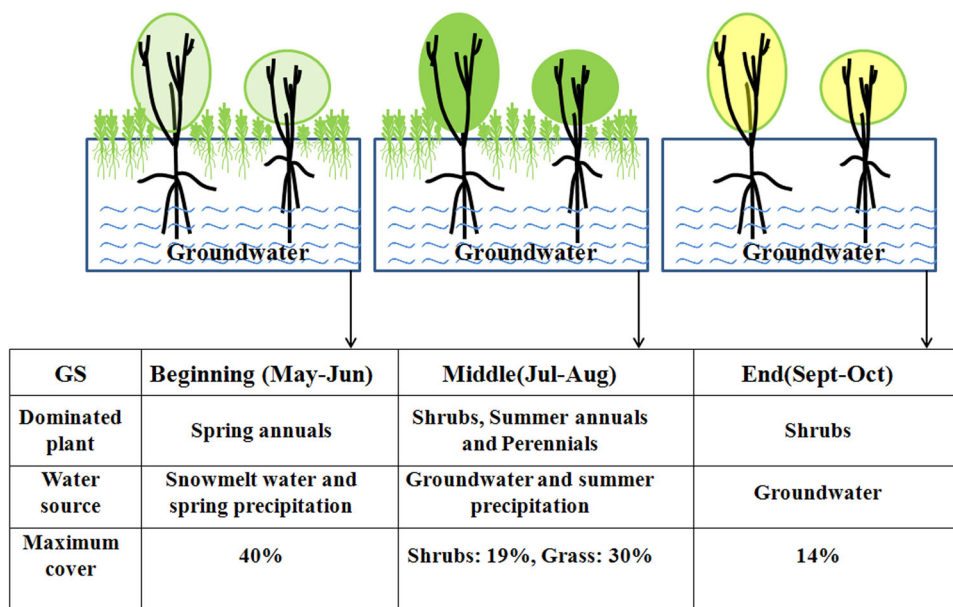 Groundwater Groundwater Groundwater
GS Beginning (May-Jun) Middle(Jul-Aug) End(Sept-Oct)
Dominated
plant
Spring annuals
Shrubs, Summer annuals
and Perennials
Shrubs
Water
source
Snowmelt water and
spring precipitation
Groundwater and summer
precipitation
Groundwater
Maximum
cover
40%
Shrubs: 19%, Grass: 30%
14%